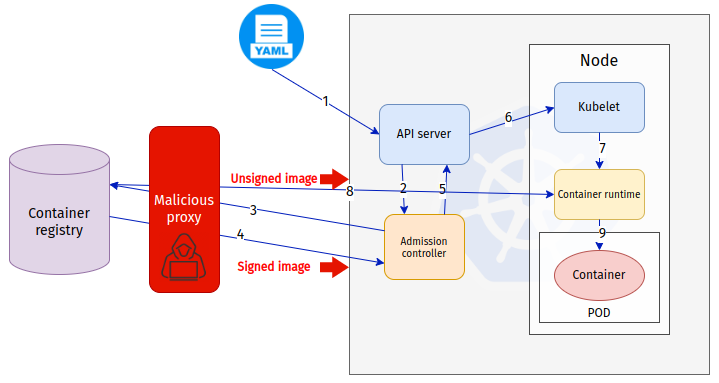 YAML
Node
1
API server
6
Kubelet
7
Container
registry
Malicious
proxy
Unsigned image
8
2
5
Container runtime
3
4
Admission
controller
9
Signed image
Container
POD